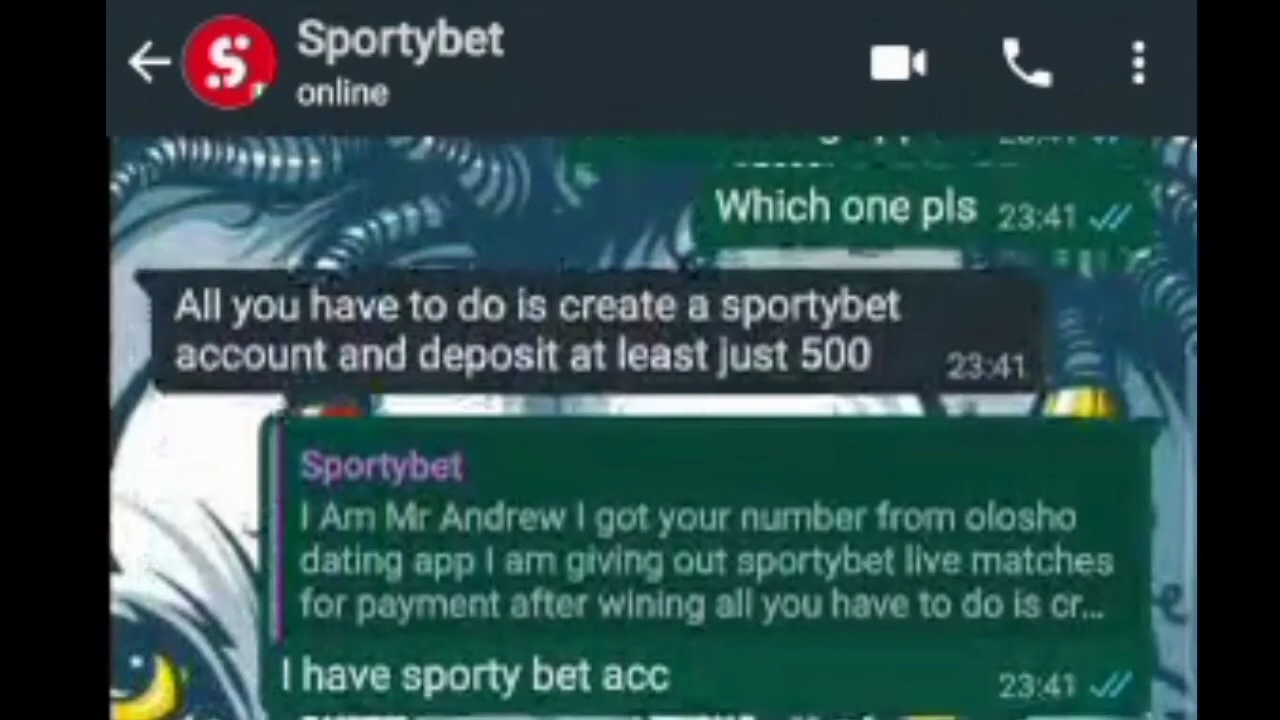 Sportybet
online
Which one pls 23:41
All you have to do is create a sportybet
account and deposit at least just 500 23:41
Sportybet
I Am Mr Andrew I got your number from olosho
dating app I am giving out sportybet live matches
for payment after wining all you have to do is cr...
I have sporty bet acc 23:41